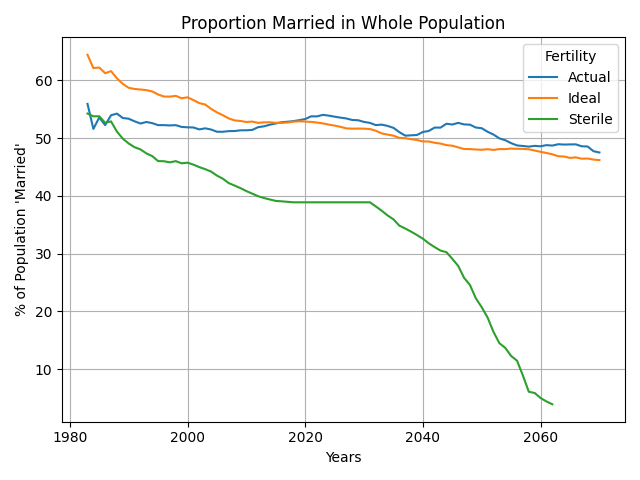 Proportion Married in Whole Population
% of Population 'Married'
60
50
40
30
20
10
Fertility
Actual
Ideal
Sterile
1980
2000
2020
2040
2060
Years